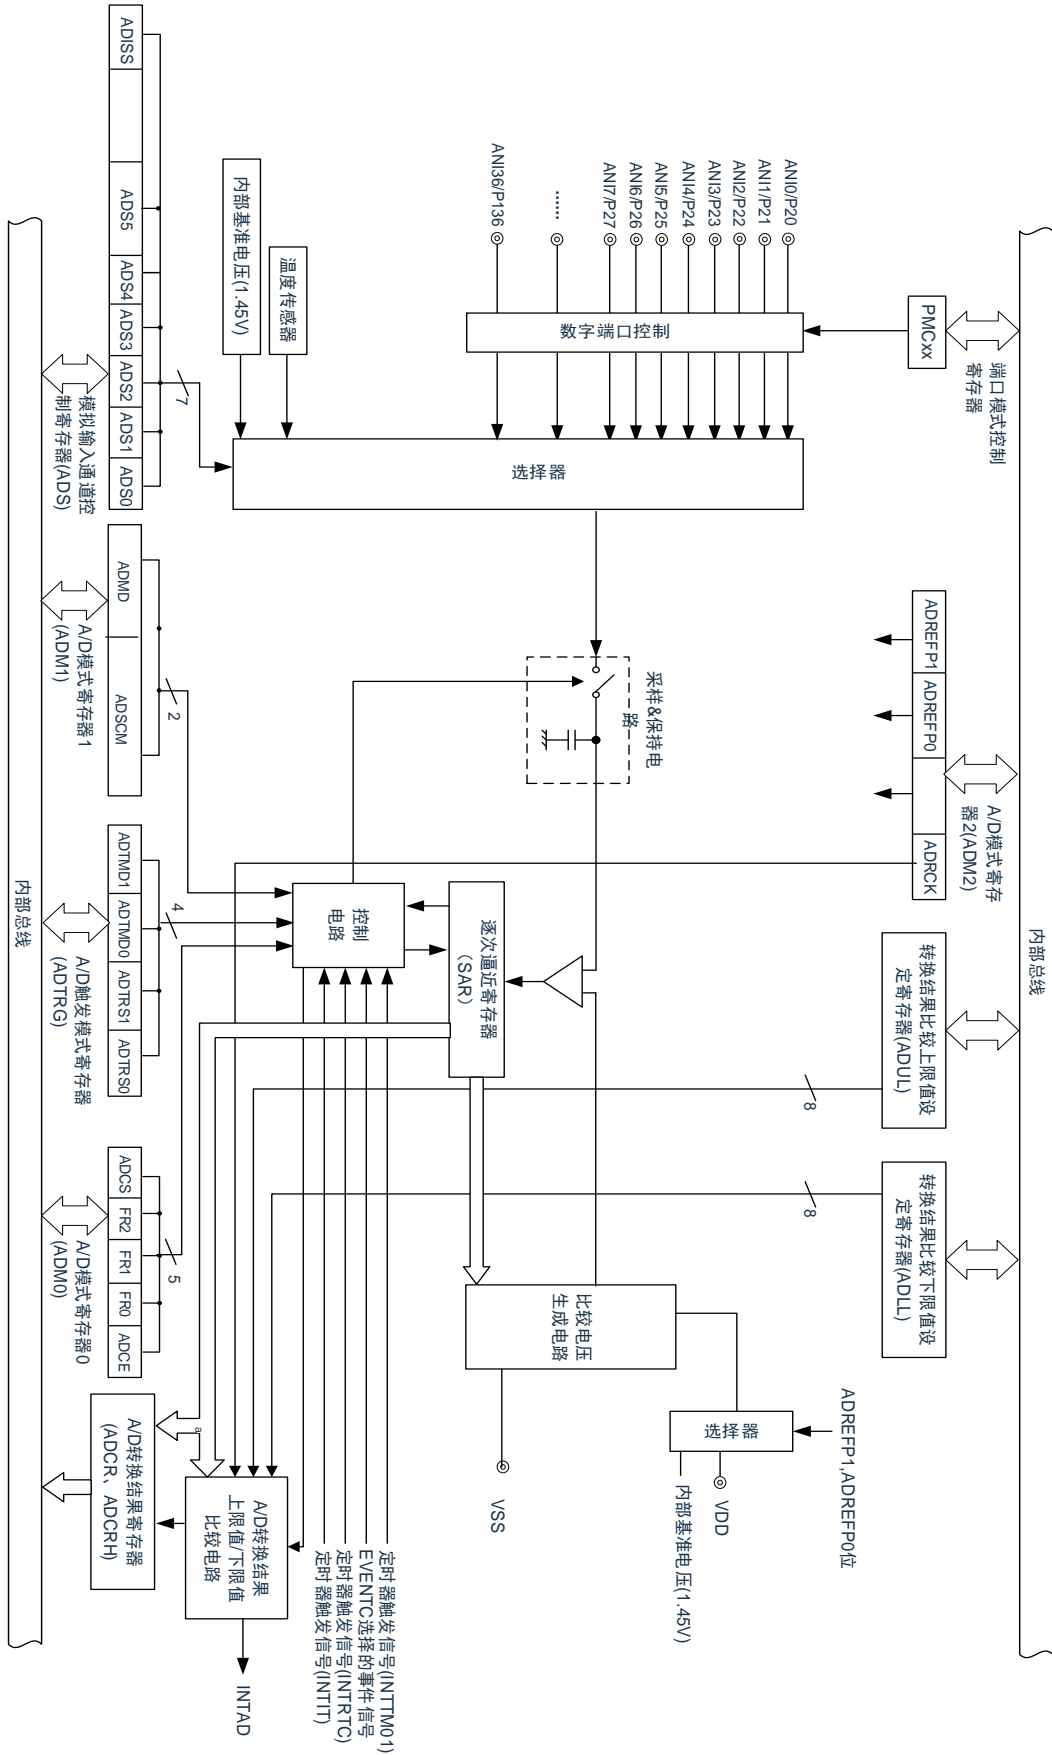 内部总线
端口模式控制
寄存器
PMCxx
ANI0/P20
ANI1/P21
ANI2/P22
ANI3/P23
ANI4/P24
ANI5/P25
ANI6/P26
ANI7/P27
......
ANI36/P136
数字端口控制
选择器
温度传感器
内部基准电压(1.45V)
ADISS
ADS5
ADS4
ADS3
ADS2
ADS1
ADS0
7
模拟输入通道控
制寄存器(ADS)
ADREFP1
ADREFP0
ADRCK
A/D模式寄存
器2(ADM2)
采样&保持电
路
ADMD
ADSCM
2
A/D模式寄存器1
(ADM1)
转换结果比较上限值设
定寄存器(ADUL)
8
转换结果比较下限值设
定寄存器(ADLL)
8
逐次逼近寄存器
（SAR）
控制
电路
ADTMD1
ADTMD0
ADTRS1
ADTRS0
4
A/D触发模式寄存器
(ADTRG)
比较电压
生成电路
ADCS
FR2
FR1
FR0
ADCE
5
A/D模式寄存器0
(ADM0)
ADREFP1,ADREFP0位
选择器
VDD
内部基准电压(1.45V)
VSS
定时器触发信号(INTTM01)
EVENTC选择的事件信号
定时器触发信号(INTRTC)
定时器触发信号(INTIT)
A/D转换结果
上限值/下限值
比较电路
INTAD
a
A/D转换结果寄存器
(ADCR、ADCRH)
内部总线